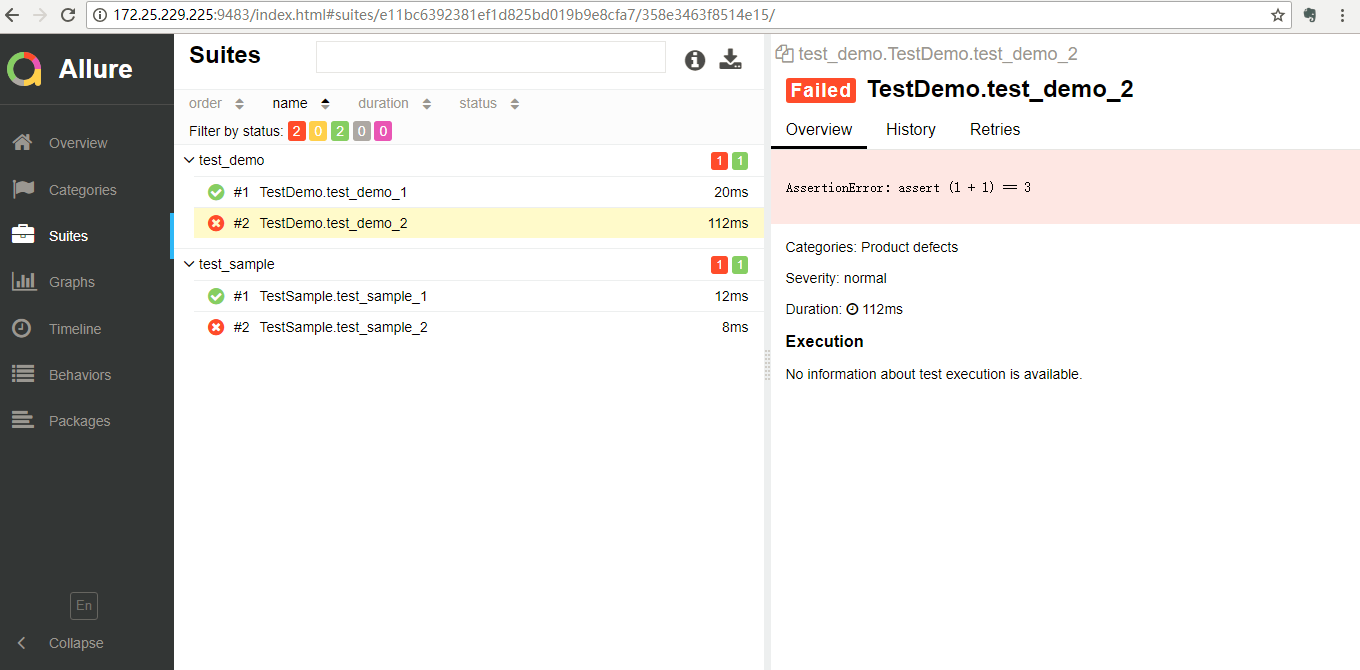 172.25.229.225:9483/index.html#suites/e11bc6392381ef1d825bd019b9e8cfa7/358e3463f8514e15/
Allure
Overview
Categories
Suites
Graphs
Timeline
Behaviors
Packages
En
Collapse
Suites
order name duration status
Filter by status: 2 0 2 0 0
test_demo 1 1
#1 TestDemo.test_demo_1 20ms
#2 TestDemo.test_demo_2 112ms
test_sample 1 1
#1 TestSample.test_sample_1 12ms
#2 TestSample.test_sample_2 8ms
test_demo.TestDemo.test_demo_2
Failed TestDemo.test_demo_2
Overview History Retries
AssertionError: assert (1 + 1) == 3
Categories: Product defects
Severity: normal
Duration: 112ms
Execution
No information about test execution is available.